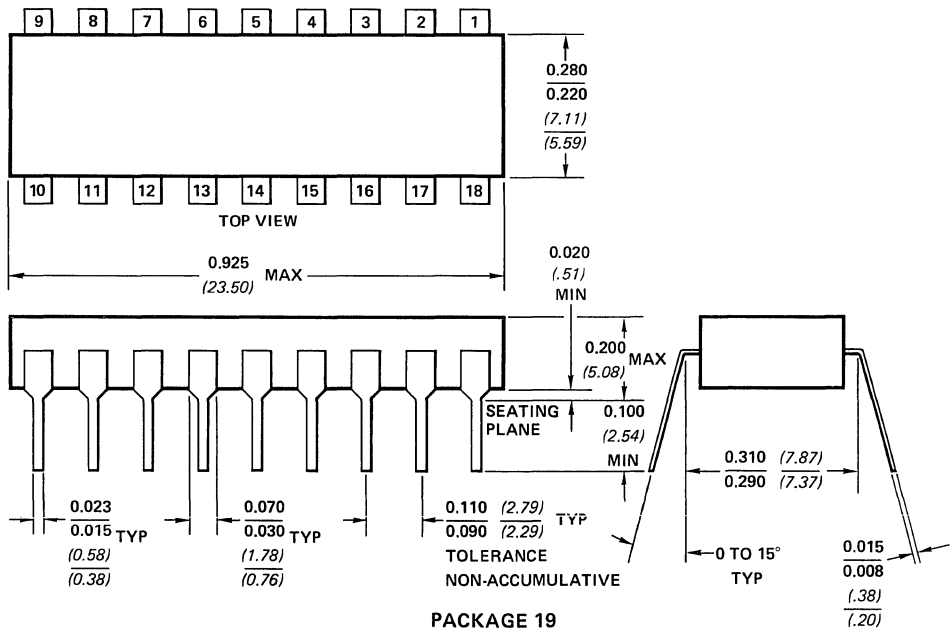 9 8 7 6 5 4 3 2 1
0.280
0.220
(7.11)
(5.59)
10 11 12 13 14 15 16 17 18
TOP VIEW
0.925
(23.50)
MAX
0.020
(.51)
MIN
0.200
(5.08)
MAX
SEATING
PLANE
0.100
(2.54)
MIN
0.310 (7.87)
0.290 (7.37)
0.023
0.015
TYP
(0.58)
(0.38)
0.070
0.030
TYP
(1.78)
(0.76)
0.110 (2.79)
0.090 (2.29)
TYP
TOLERANCE
NON-ACCUMULATIVE
0 TO 15°
TYP
0.015
0.008
(.38)
(.20)
PACKAGE 19